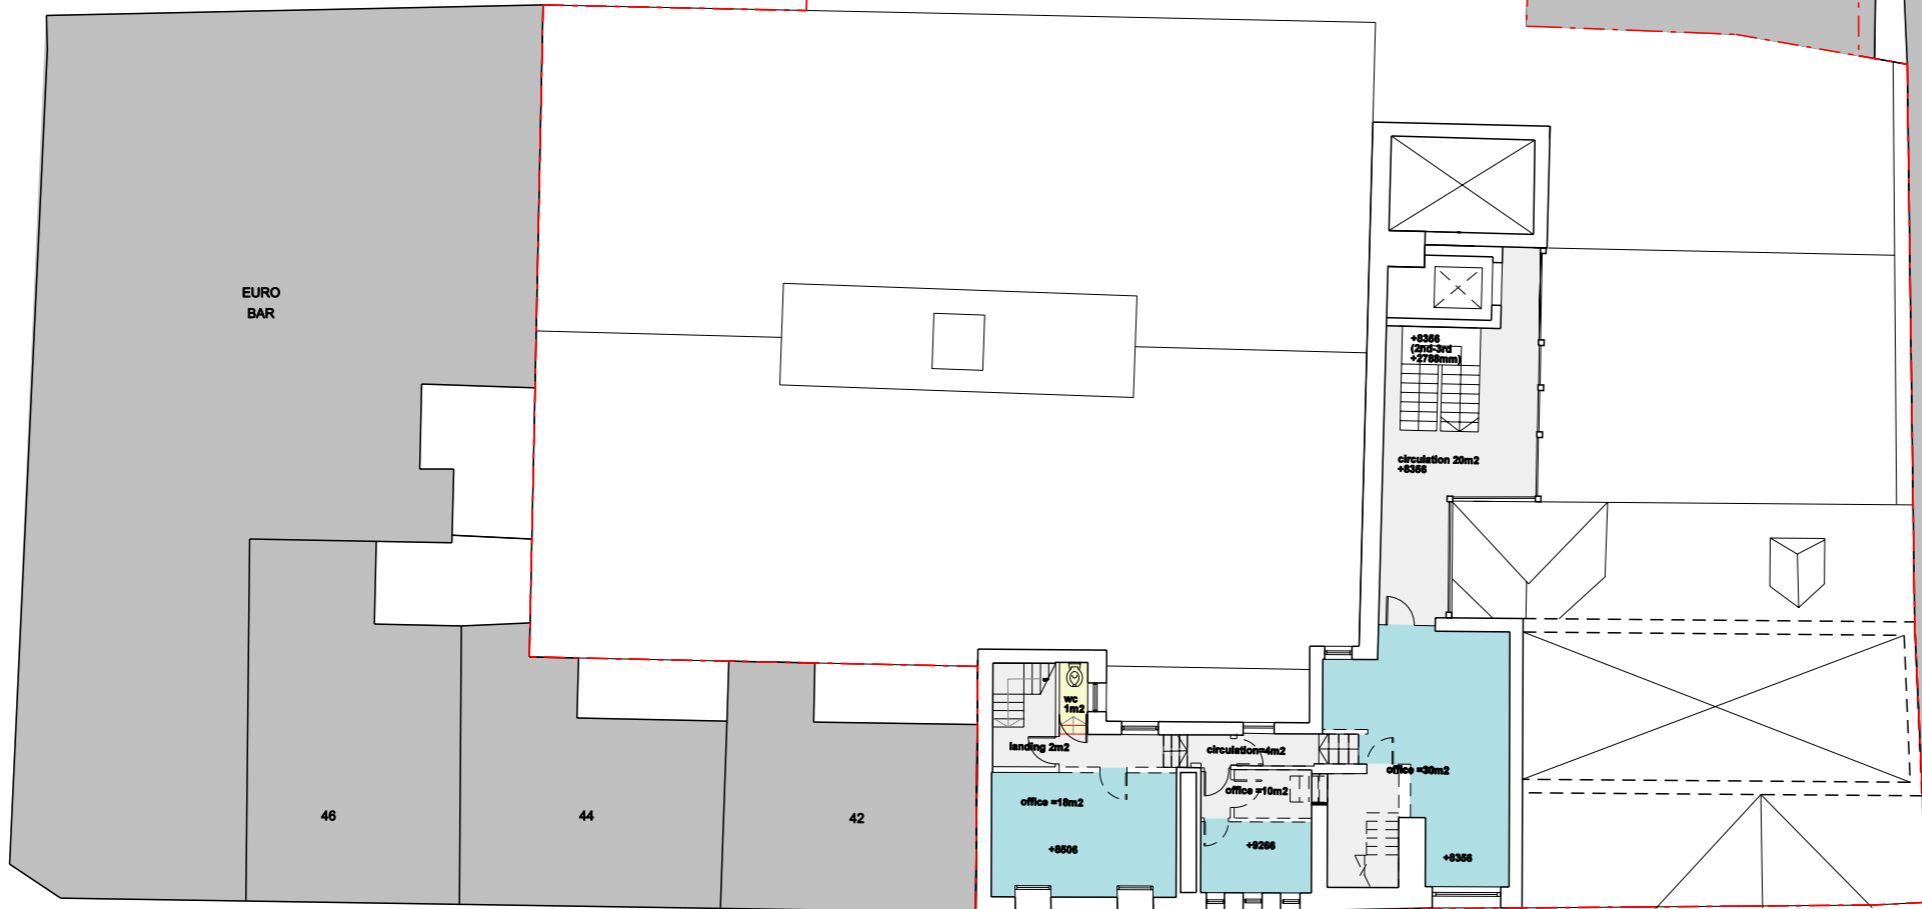 EURO
BAR
+8356
(2nd-3rd
+2788mm)
circulation 20m2
+8356
wc
1m2
landing 2m2
circulation=4m2
office =30m2
office =18m2
office =10m2
+8506
+9266
+8356
46
44
42